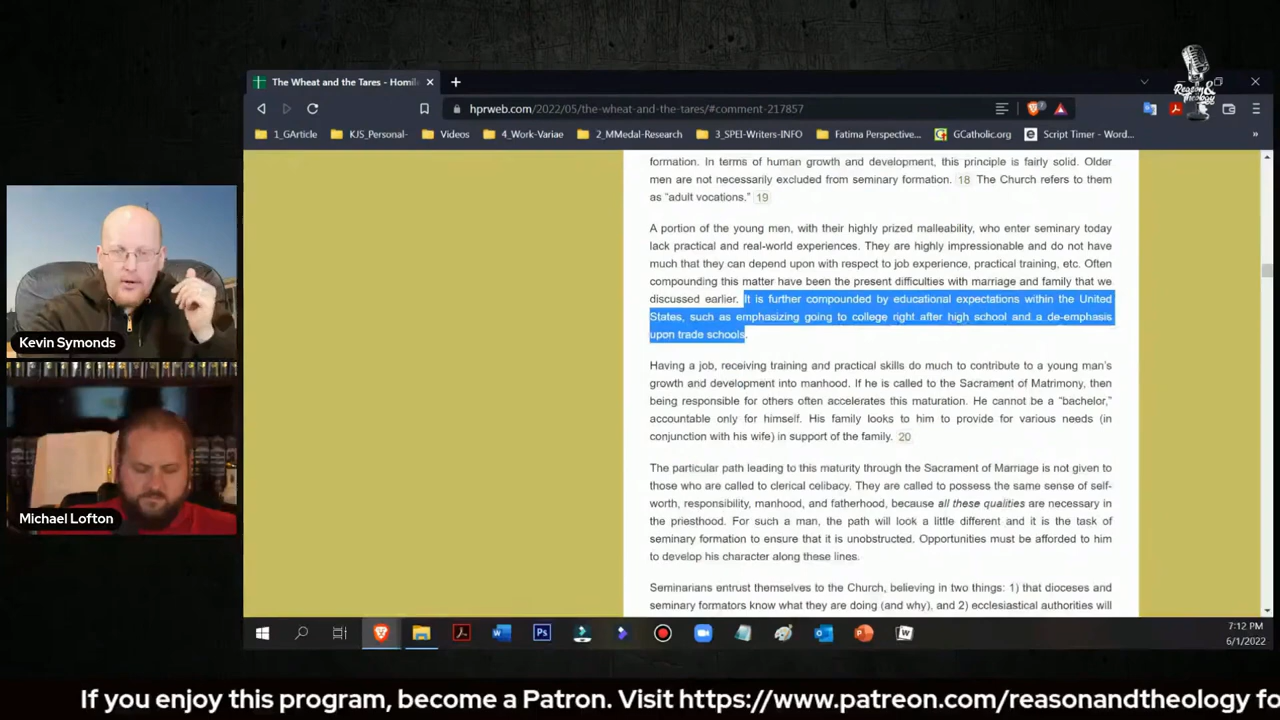 Reason&
Theology
The Wheat and the Tares - Homil
hprweb.com/2022/05/the-wheat-and-the-tares/#comment-217857
1_GArticle
KJS_Personal-
Videos
4_Work-Variae
2_MMedal-Research
3_SPEI-Writers-INFO
Fatima Perspective...
GCatholic.org
Script Timer - Word...
formation. In terms of human growth and development, this principle is fairly solid. Older
men are not necessarily excluded from seminary formation. 18 The Church refers to them
as “adult vocations.” 19
A portion of the young men, with their highly prized malleability, who enter seminary today
lack practical and real-world experiences. They are highly impressionable and do not have
much that they can depend upon with respect to job experience, practical training, etc. Often
compounding this matter have been the present difficulties with marriage and family that we
discussed earlier. It is further compounded by educational expectations within the United
States, such as emphasizing going to college right after high school and a de-emphasis
upon trade schools.
Having a job, receiving training and practical skills do much to contribute to a young man’s
growth and development into manhood. If he is called to the Sacrament of Matrimony, then
being responsible for others often accelerates this maturation. He cannot be a “bachelor,”
accountable only for himself. His family looks to him to provide for various needs (in
conjunction with his wife) in support of the family. 20
The particular path leading to this maturity through the Sacrament of Marriage is not given to
those who are called to clerical celibacy. They are called to possess the same sense of self-
worth, responsibility, manhood, and fatherhood, because all these qualities are necessary in
the priesthood. For such a man, the path will look a little different and it is the task of
seminary formation to ensure that it is unobstructed. Opportunities must be afforded to him
to develop his character along these lines.
Seminarians entrust themselves to the Church, believing in two things: 1) that dioceses and
seminary formators know what they are doing (and why), and 2) ecclesiastical authorities will
Kevin Symonds
Michael Lofton
7:12 PM
6/1/2022
If you enjoy this program, become a Patron. Visit https://www.patreon.com/reasonandtheology fo